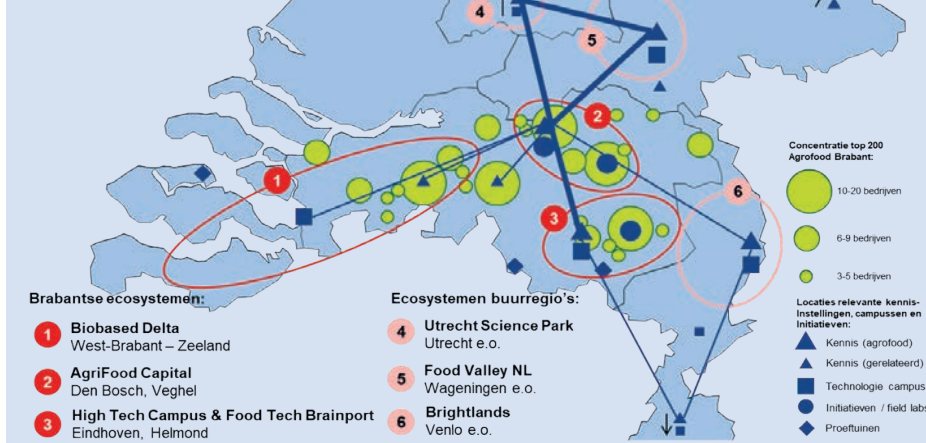 4
5
2
1
3
6
Concentratie top 200
Agrofood Brabant:
10-20 bedrijven
6-9 bedrijven
3-5 bedrijven
Locaties relevante kennis-
Instellingen, campussen en
Initiatieven:
Kennis (agrofood)
Kennis (gerelateerd)
Technologie campus
Initiatieven / field labs
Proeftuinen
Brabantse ecosystemen:
1 Biobased Delta
West-Brabant – Zeeland
2 AgriFood Capital
Den Bosch, Veghel
3 High Tech Campus & Food Tech Brainport
Eindhoven, Helmond
Ecosystemen buurregio's:
4 Utrecht Science Park
Utrecht e.o.
5 Food Valley NL
Wageningen e.o.
6 Brightlands
Venlo e.o.